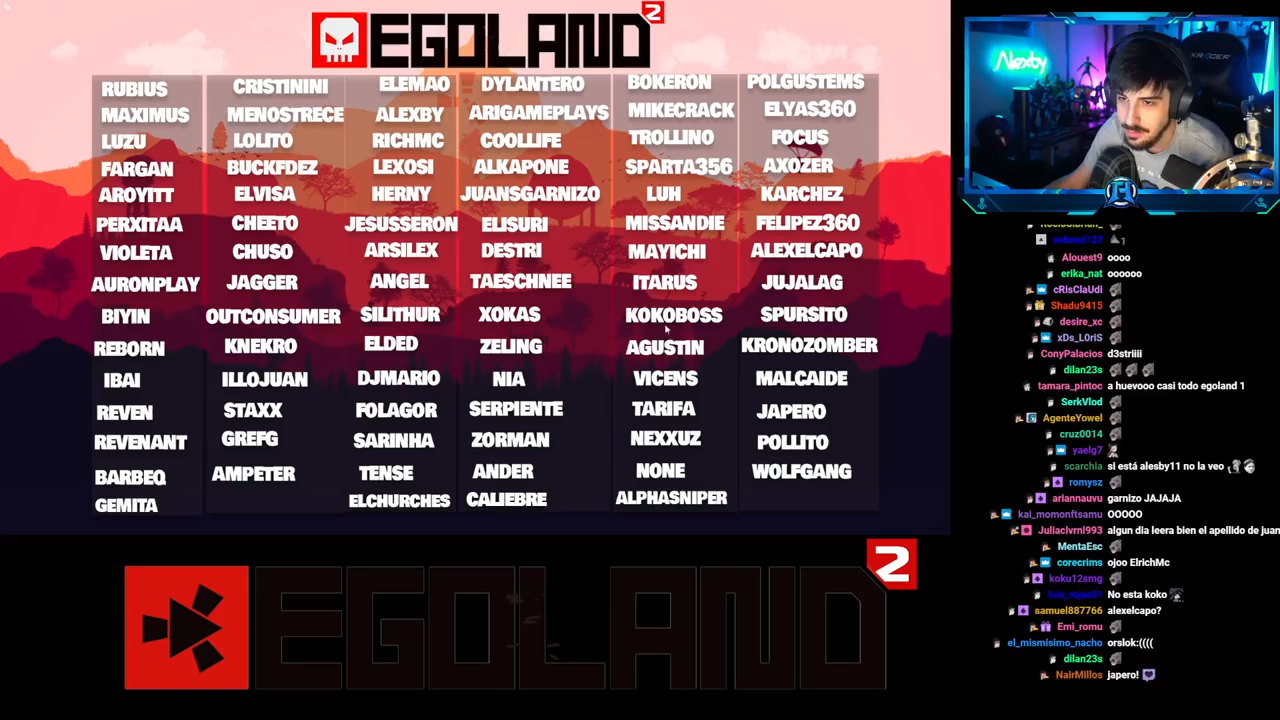 EGOLAND 2
RUBIUS
MAXIMUS
LUZU
FARGAN
AROYITT
PERXITAA
VIOLETA
AURONPLAY
BIYIN
REBORN
IBAI
REVEN
REVENANT
BARBEQ
GEMITA
CRISTININI
MENOSTRECE
LOLITO
BUCKFDEZ
ELVISA
CHEETO
CHUSO
JAGGER
OUTCONSUMER
KNEKRO
ILLOJUAN
STAXX
GREFG
AMPETER
ELEMAO
ALEXBY
RICHMC
LEXOSI
HERNY
JESUSSERON
ARSILEX
ANGEL
SILITHUR
ELDED
DJMARIO
FOLAGOR
SARINHA
TENSE
ELCHURCHES
DYLANTERO
ARIGAMEPLAYS
COOLLIFE
ALKAPONE
JUANSGARNIZO
ELISURI
DESTRI
TAESCHNEE
XOKAS
ZELING
NIA
SERPIENTE
ZORMAN
ANDER
CALIEBRE
BOKERON
MIKECRACK
TROLLINO
SPARTA356
LUH
MISSANDIE
MAYICHI
ITARUS
KOKOBOSS
AGUSTIN
VICENS
TARIFA
NEXXUZ
NONE
ALPHASNIPER
POLGUSTEMS
ELYAS360
FOCUS
AXOZER
KARCHEZ
FELIPEZ360
ALEXELCAPO
JUJALAG
SPURSITO
KRONOZOMBER
MALCAIDE
JAPERO
POLLITO
WOLFGANG
EGOLAND 2
Alexby
RACER
1
Alouest9 oooo
erika_nat oooooo
cRisClaUdi
Shadu9415
desire_xc
xDs_L0riS
ConyPalacios d3striiii
dilan23s
tamara_pintoc a huevooo casi todo egoland 1
SerkVlod
AgenteYowel
cruz0014
yaelg7
scarchia si está alesby11 no la veo
romysz
ariannauvu garnizo JAJAJA
kai_momonftsamu OOOOO
Juliaclvrnl993 algun dia leera bien el apellido de juan
MentaEsc
corecrims ojoo ElrichMc
koku12smg
No esta koko
samuel887766 alexelcapo?
Emi_romu
el_mismisimo_nacho orslok:((((
dilan23s
NairMillos japero!